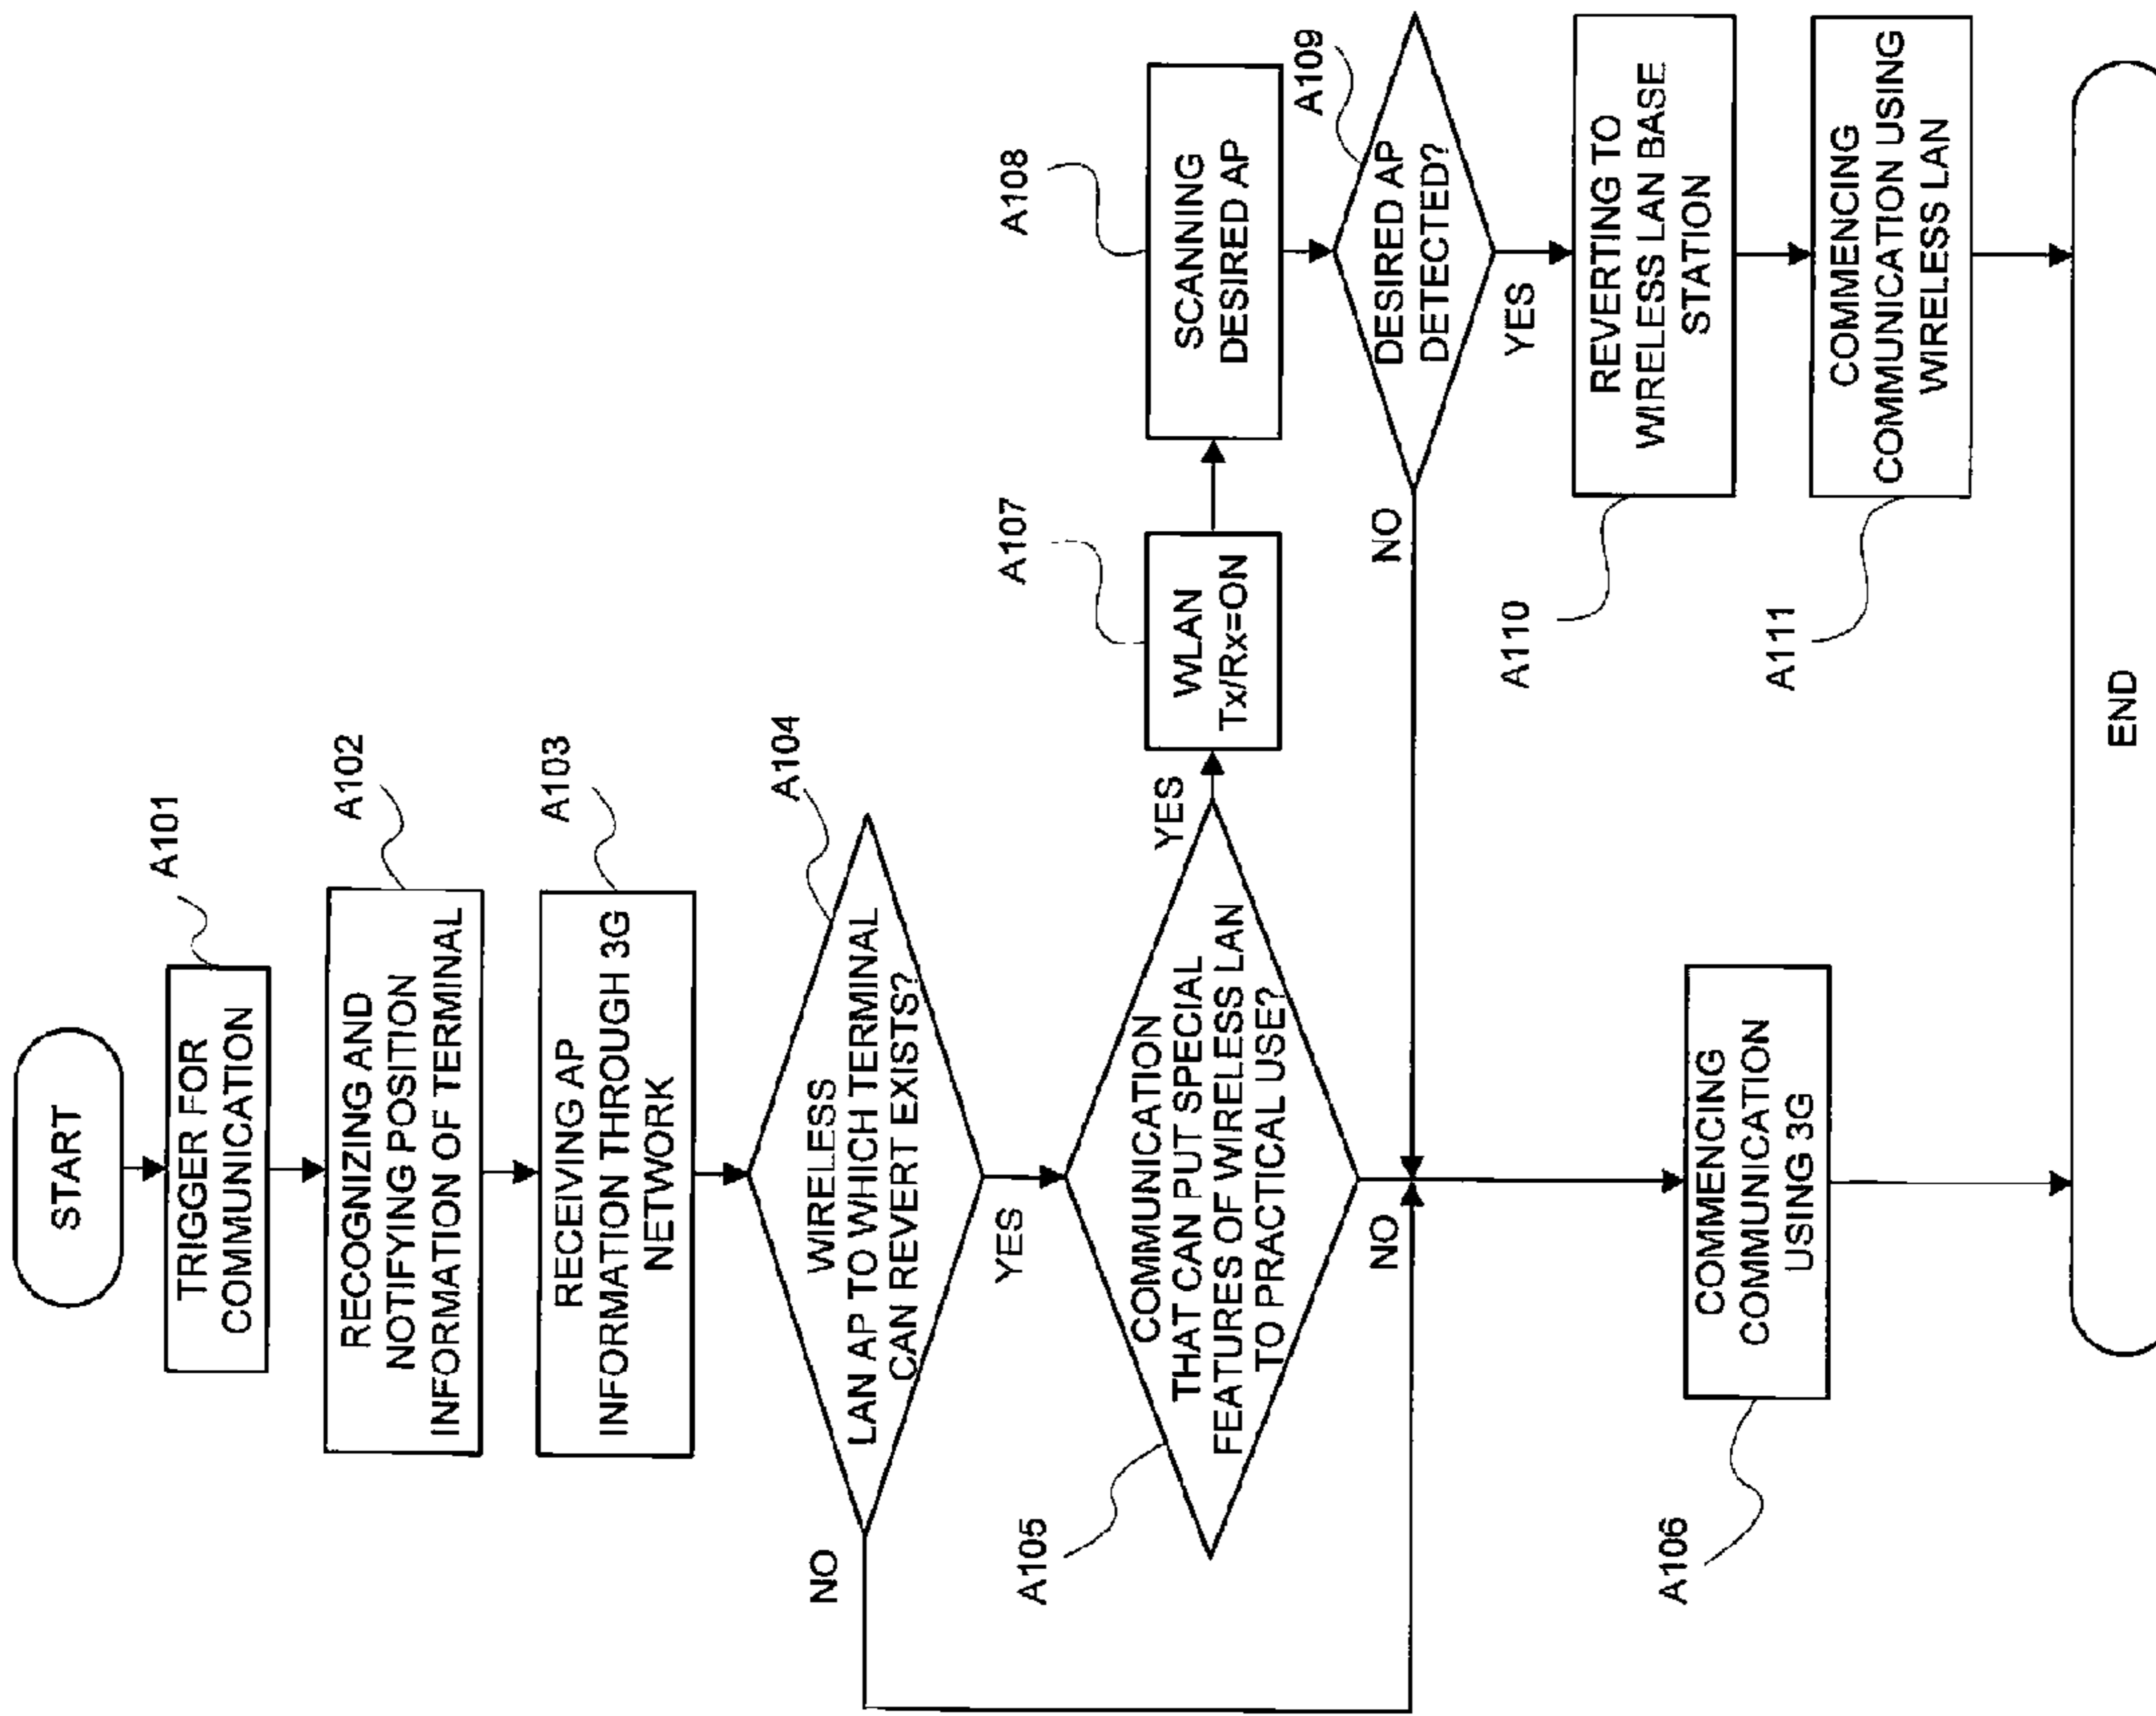 START
A101
TRIGGER FOR
COMMUNICATION
A102
RECOGNIZING AND
NOTIFYING POSITION
INFORMATION OF TERMINAL
A103
RECEIVING AP
INFORMATION THROUGH 3G
NETWORK
A104
WIRELESS
LAN AP TO WHICH TERMINAL
CAN REVERT EXISTS?
NO
YES
A105
COMMUNICATION
THAT CAN PUT SPECIAL
FEATURES OF WIRELESS LAN
TO PRACTICAL USE?
YES
NO
A107
WLAN
Tx/Rx=ON
A108
SCANNING
DESIRED AP
A109
DESIRED AP
DETECTED?
NO
YES
A106
COMMENCING
COMMUNICATION
USING 3G
A110
REVERTING TO
WIRELESS LAN BASE
STATION
A111
COMMENCING
COMMUNICATION USING
WIRELESS LAN
END